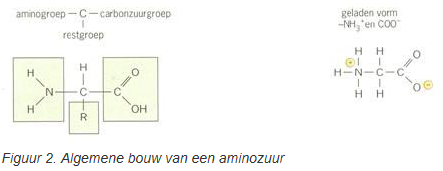 aminogroep — C — carbonzuurgroep
restgroep
geladen vorm
–NH₃⁺ en COO⁻
H
H
N
C
H
R
C
O
OH
H H
H–N–C–C
H H
O
O
+
–
Figuur 2. Algemene bouw van een aminozuur